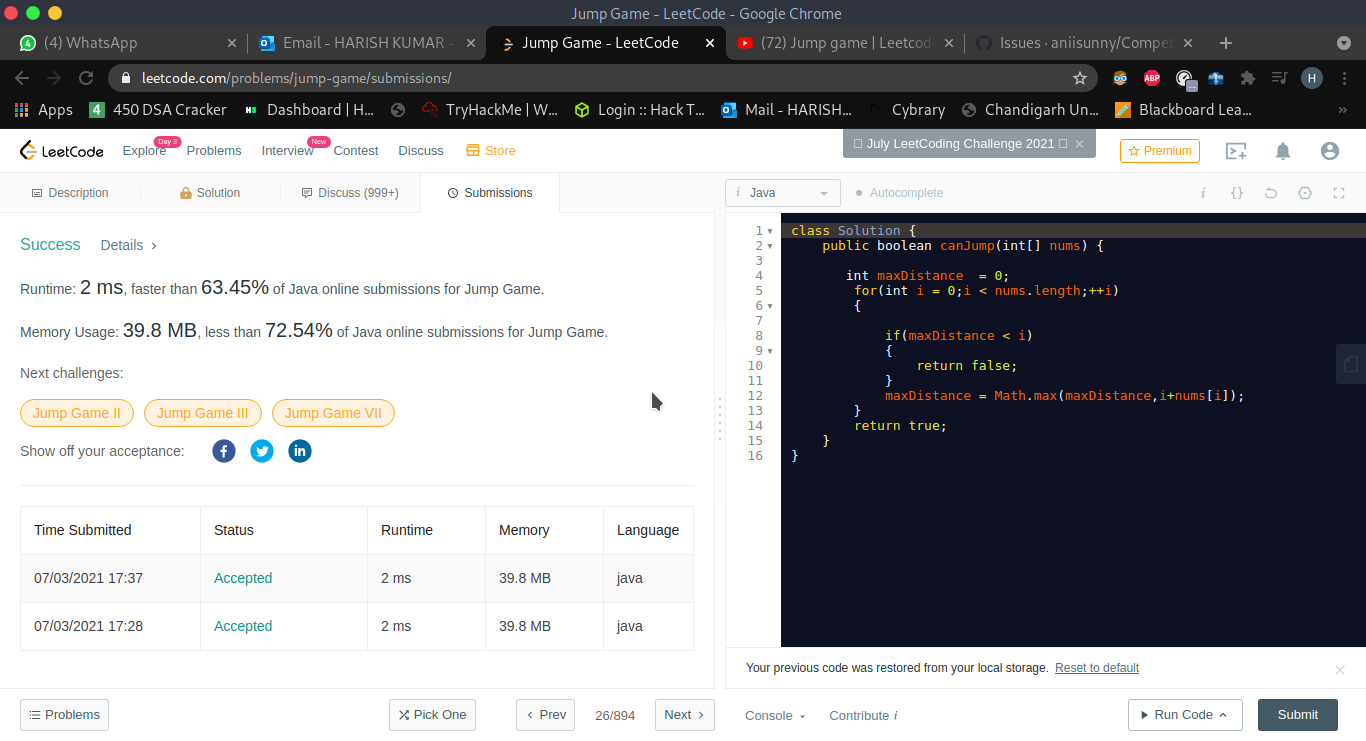 Jump Game - LeetCode - Google Chrome
4 (4) WhatsApp
Email - HARISH KUMAR -
Jump Game - LeetCode
(72) Jump game | Leetcod
Issues · aniisunny/Compet
leetcode.com/problems/jump-game/submissions/
ABP
H
Apps
4 450 DSA Cracker
Dashboard | H...
TryHackMe | W...
Login :: Hack T...
Mail - HARISH...
Cybrary
Chandigarh Un...
Blackboard Lea...
»
LeetCode
Explore
Day 3
Problems
Interview
New
Contest
Discuss
Store
July LeetCoding Challenge 2021
Premium
Description
Solution
Discuss (999+)
Submissions
i Java
Autocomplete
i {}
Success Details ›
Runtime: 2 ms, faster than 63.45% of Java online submissions for Jump Game.
Memory Usage: 39.8 MB, less than 72.54% of Java online submissions for Jump Game.
Next challenges:
Jump Game II
Jump Game III
Jump Game VII
Show off your acceptance:
f
in
Time Submitted Status Runtime Memory Language
07/03/2021 17:37 Accepted 2 ms 39.8 MB java
07/03/2021 17:28 Accepted 2 ms 39.8 MB java
1 class Solution {
2 public boolean canJump(int[] nums) {
3
4 int maxDistance  = 0;
5 for(int i = 0;i < nums.length;++i)
6 {
7
8 if(maxDistance < i)
9 {
10 return false;
11 }
12 maxDistance = Math.max(maxDistance,i+nums[i]);
13 }
14 return true;
15 }
16 }
Your previous code was restored from your local storage. Reset to default
Problems
Pick One
‹ Prev
26/894
Next ›
Console
Contribute i
Run Code
Submit